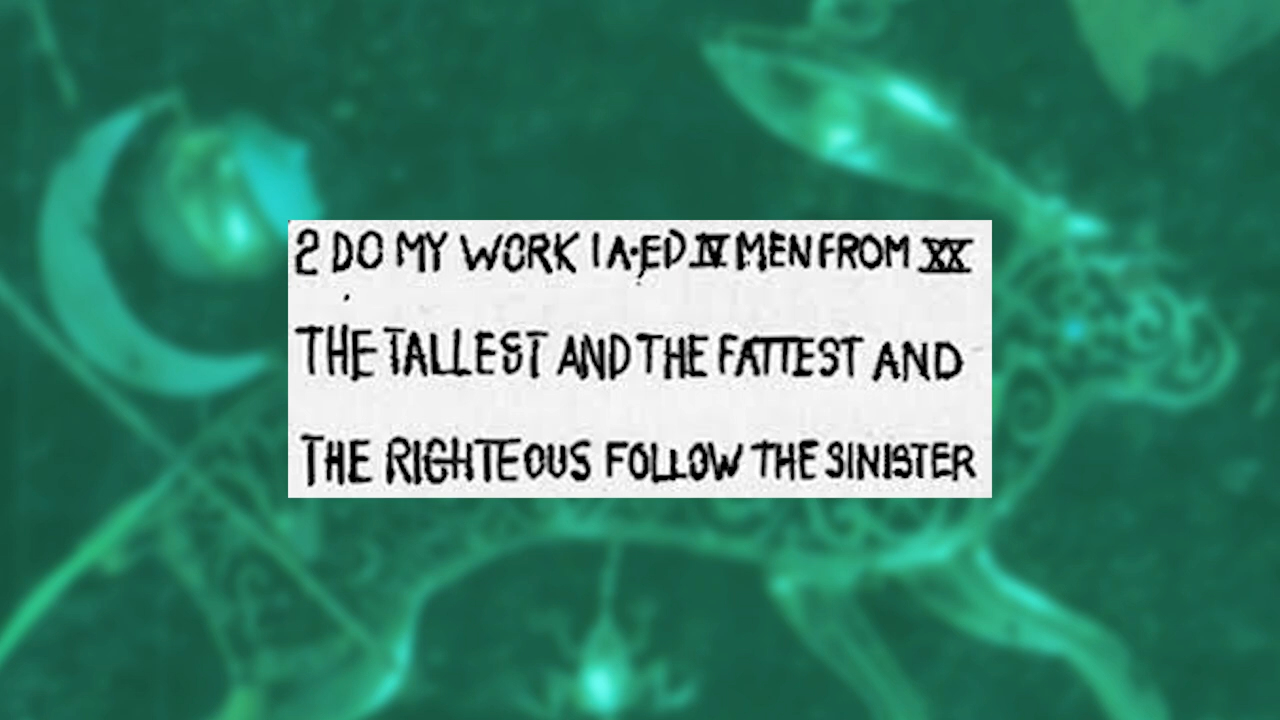 2 DO MY WORK I A·ED IV MEN FROM XX
THE TALLEST AND THE FATTEST AND
THE RIGHTEOUS FOLLOW THE SINISTER